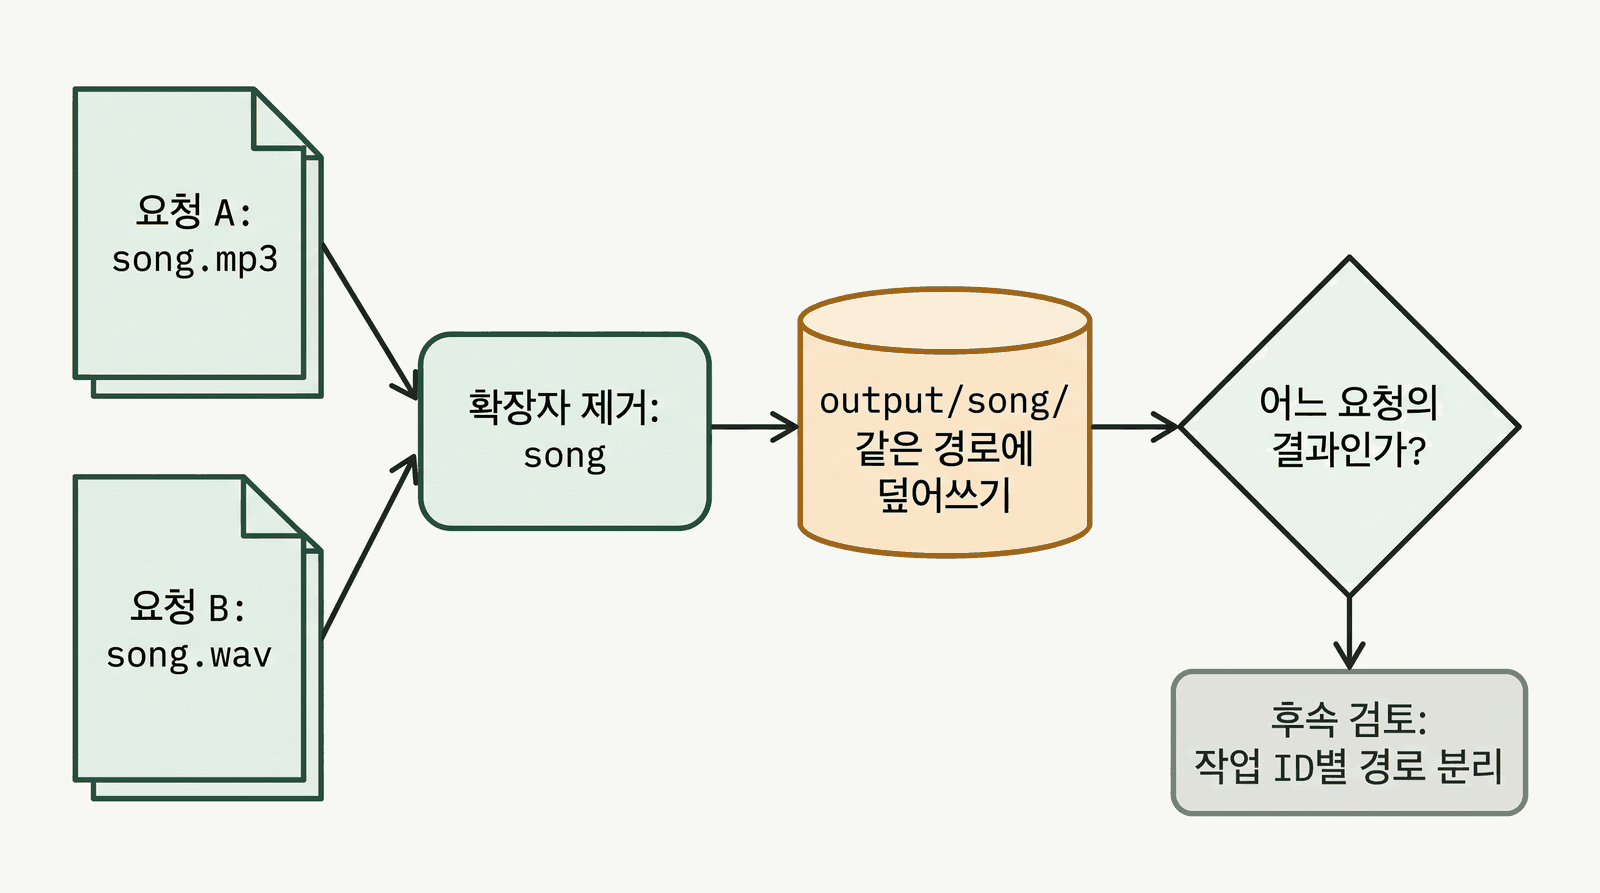 요청 A:
song.mp3
요청 B:
song.wav
확장자 제거:
song
output/song/
같은 경로에
덮어쓰기
어느 요청의
결과인가?
후속 검토:
작업 ID별 경로 분리